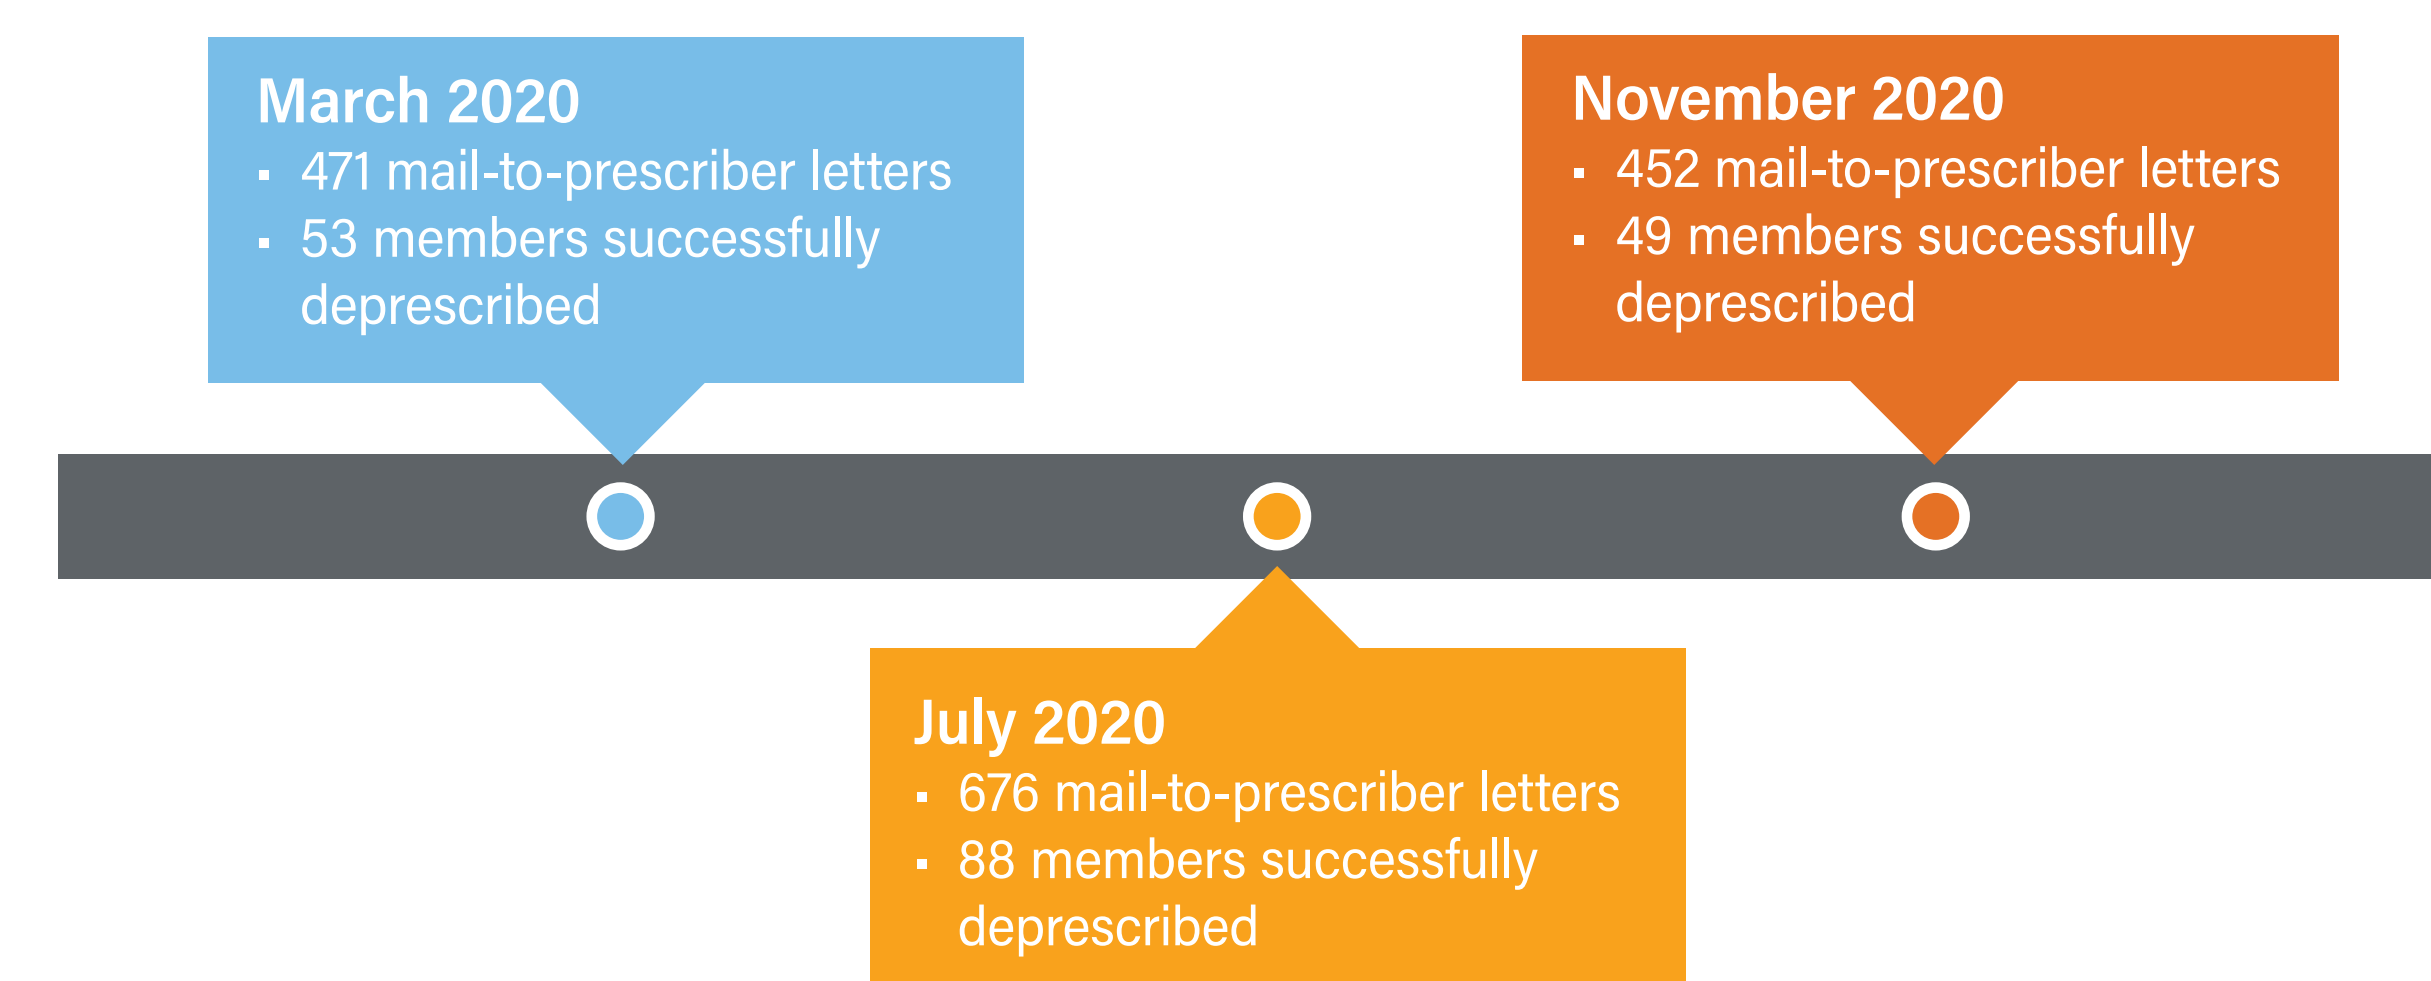 March 2020
▪ 471 mail-to-prescriber letters
▪ 53 members successfully
deprescribed
July 2020
▪ 676 mail-to-prescriber letters
▪ 88 members successfully
deprescribed
November 2020
▪ 452 mail-to-prescriber letters
▪ 49 members successfully
deprescribed